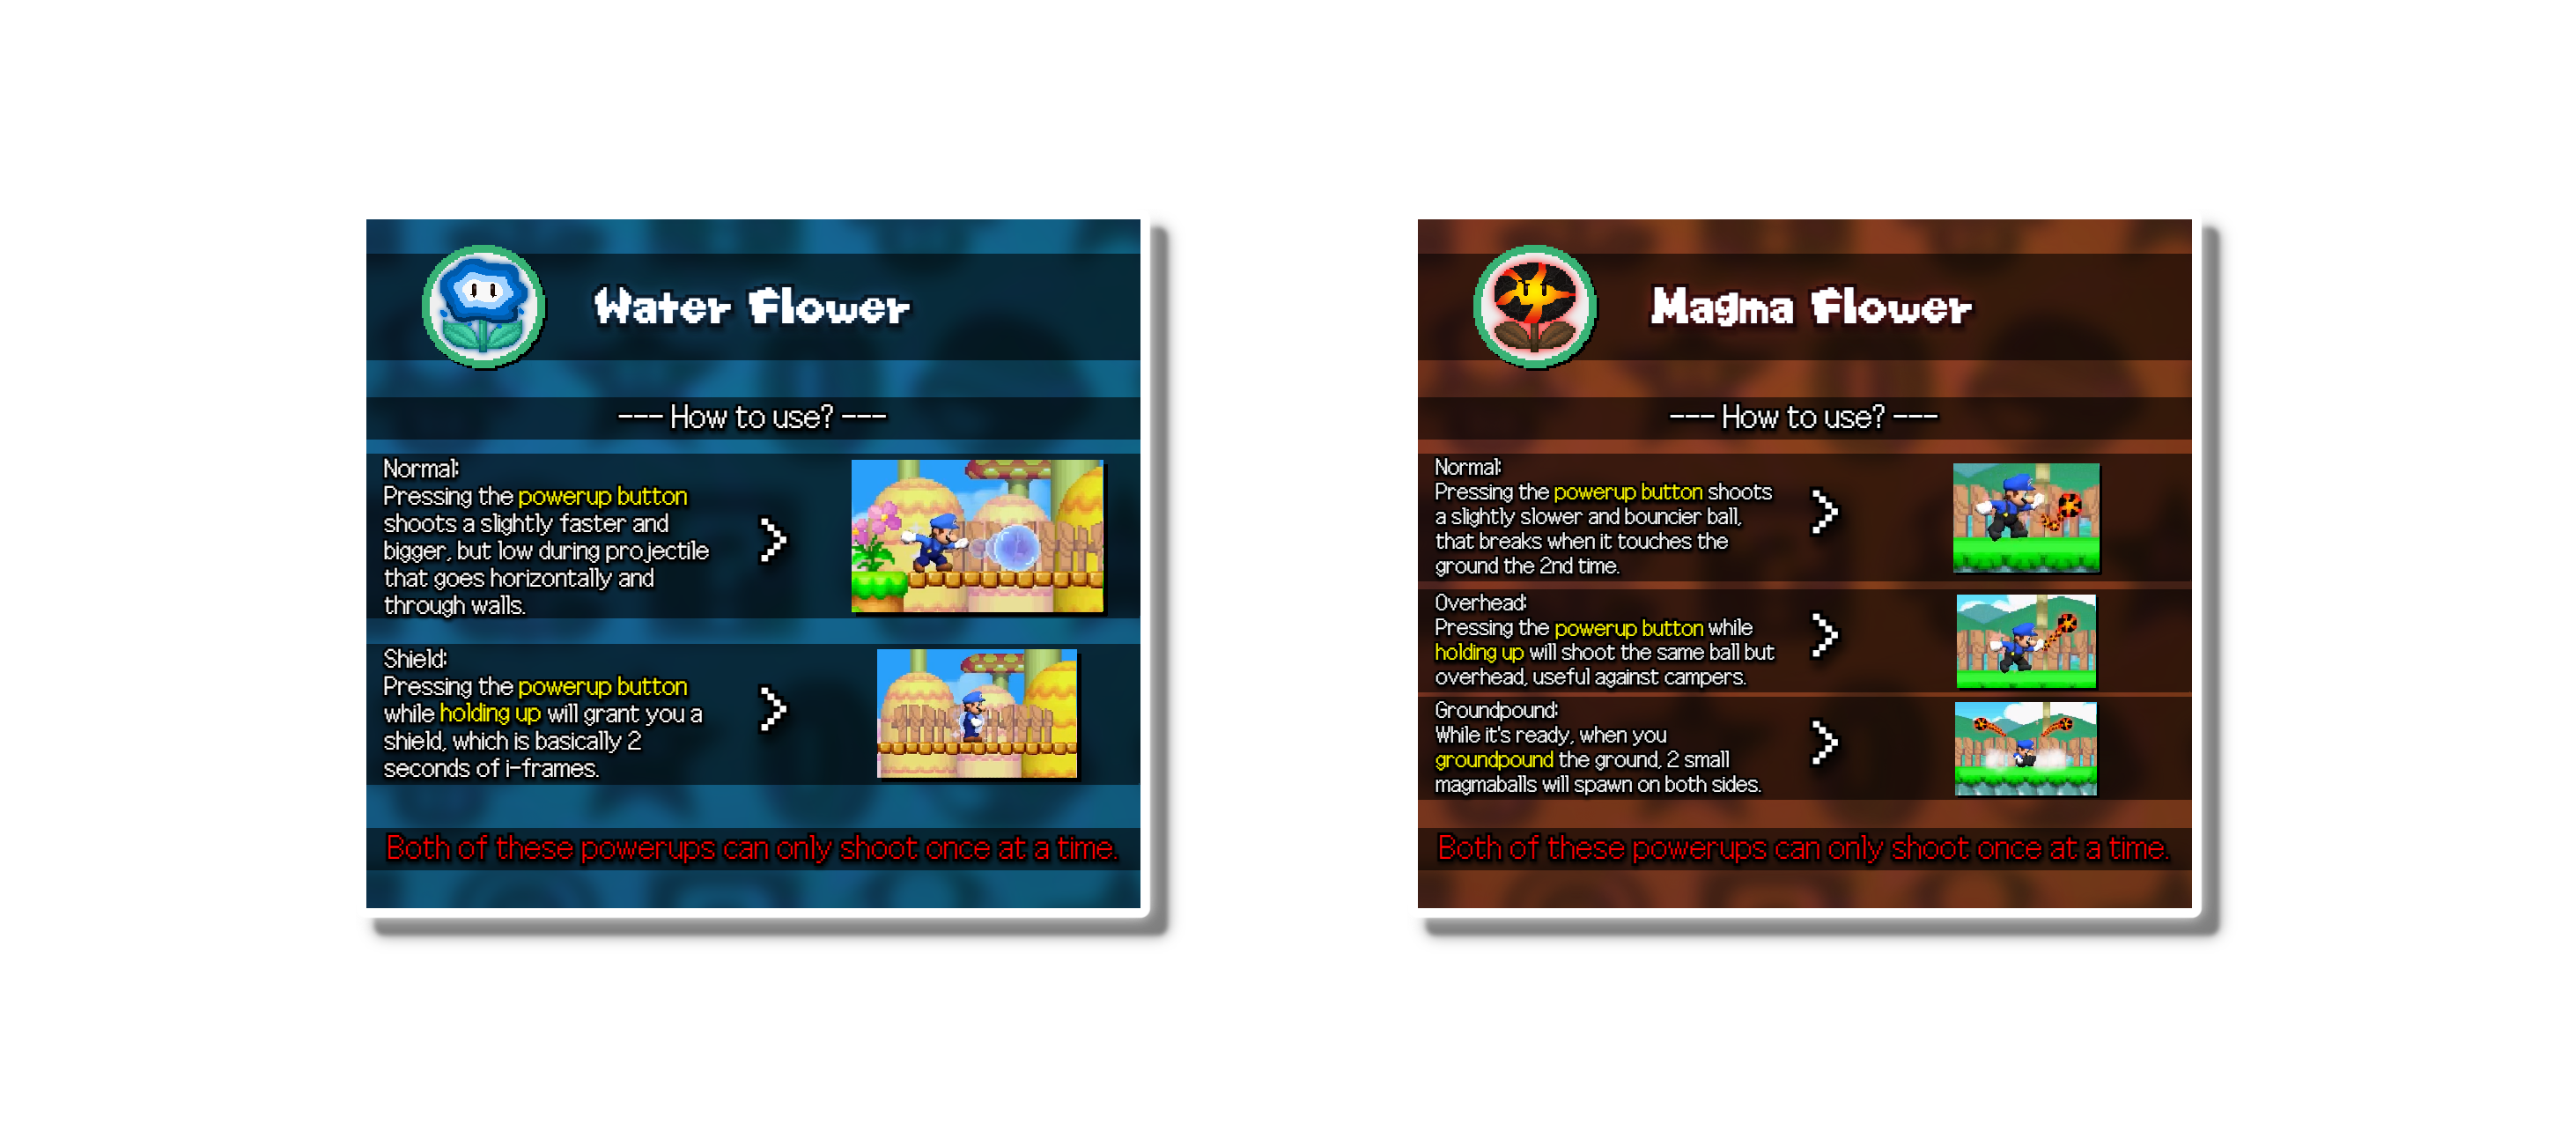 Water Flower
--- How to use? ---
Normal:
Pressing the powerup button
shoots a slightly faster and
bigger, but low during projectile
that goes horizontally and
through walls.
Shield:
Pressing the powerup button
while holding up will grant you a
shield, which is basically 2
seconds of i-frames.
Both of these powerups can only shoot once at a time.
Magma Flower
--- How to use? ---
Normal:
Pressing the powerup button shoots
a slightly slower and bouncier ball,
that breaks when it touches the
ground the 2nd time.
Overhead:
Pressing the powerup button while
holding up will shoot the same ball but
overhead, useful against campers.
Groundpound:
While it's ready, when you
groundpound the ground, 2 small
magmaballs will spawn on both sides.
Both of these powerups can only shoot once at a time.